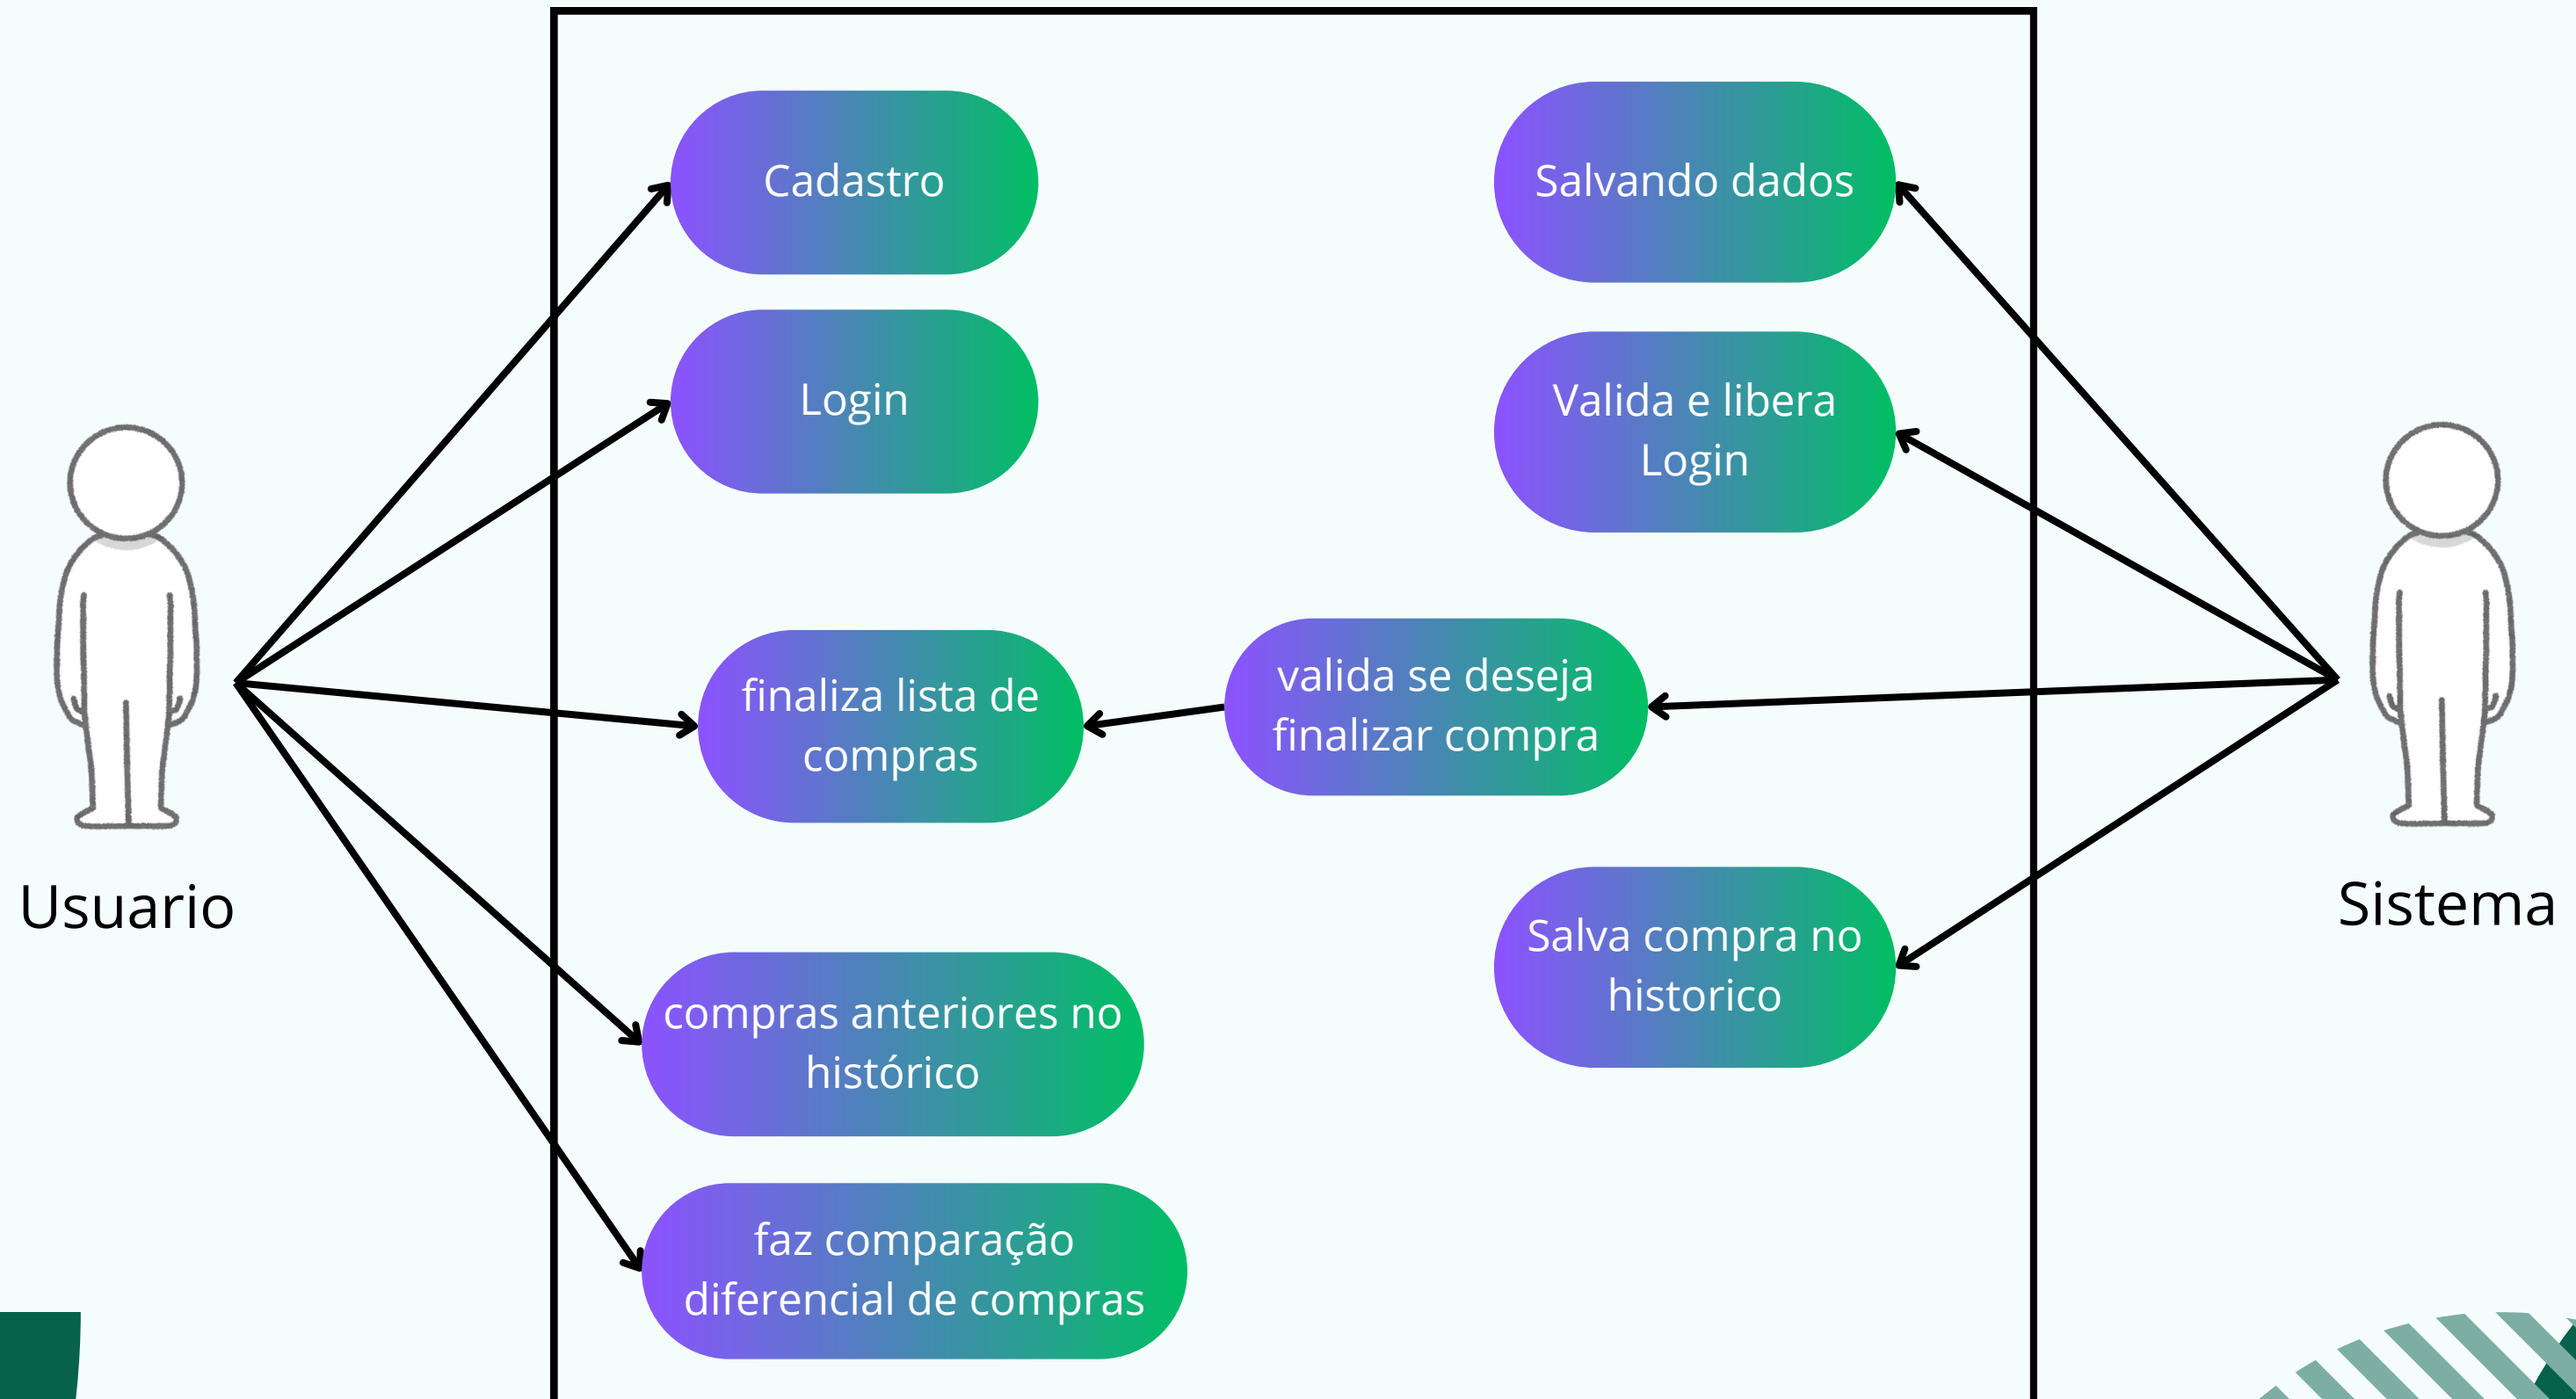 Cadastro
Salvando dados
Login
Valida e libera
Login
finaliza lista de
compras
valida se deseja
finalizar compra
Usuario
Sistema
Salva compra no
historico
compras anteriores no
histórico
faz comparação
diferencial de compras